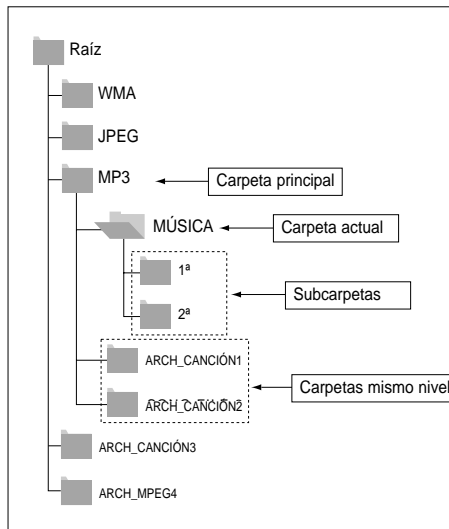 Raíz
WMA
JPEG
MP3
Carpeta principal
MÚSICA
Carpeta actual
1ª
Subcarpetas
2ª
ARCH_CANCIÓN1
Carpetas mismo nivel
ARCH_CANCIÓN2
ARCH_CANCIÓN3
ARCH_MPEG4